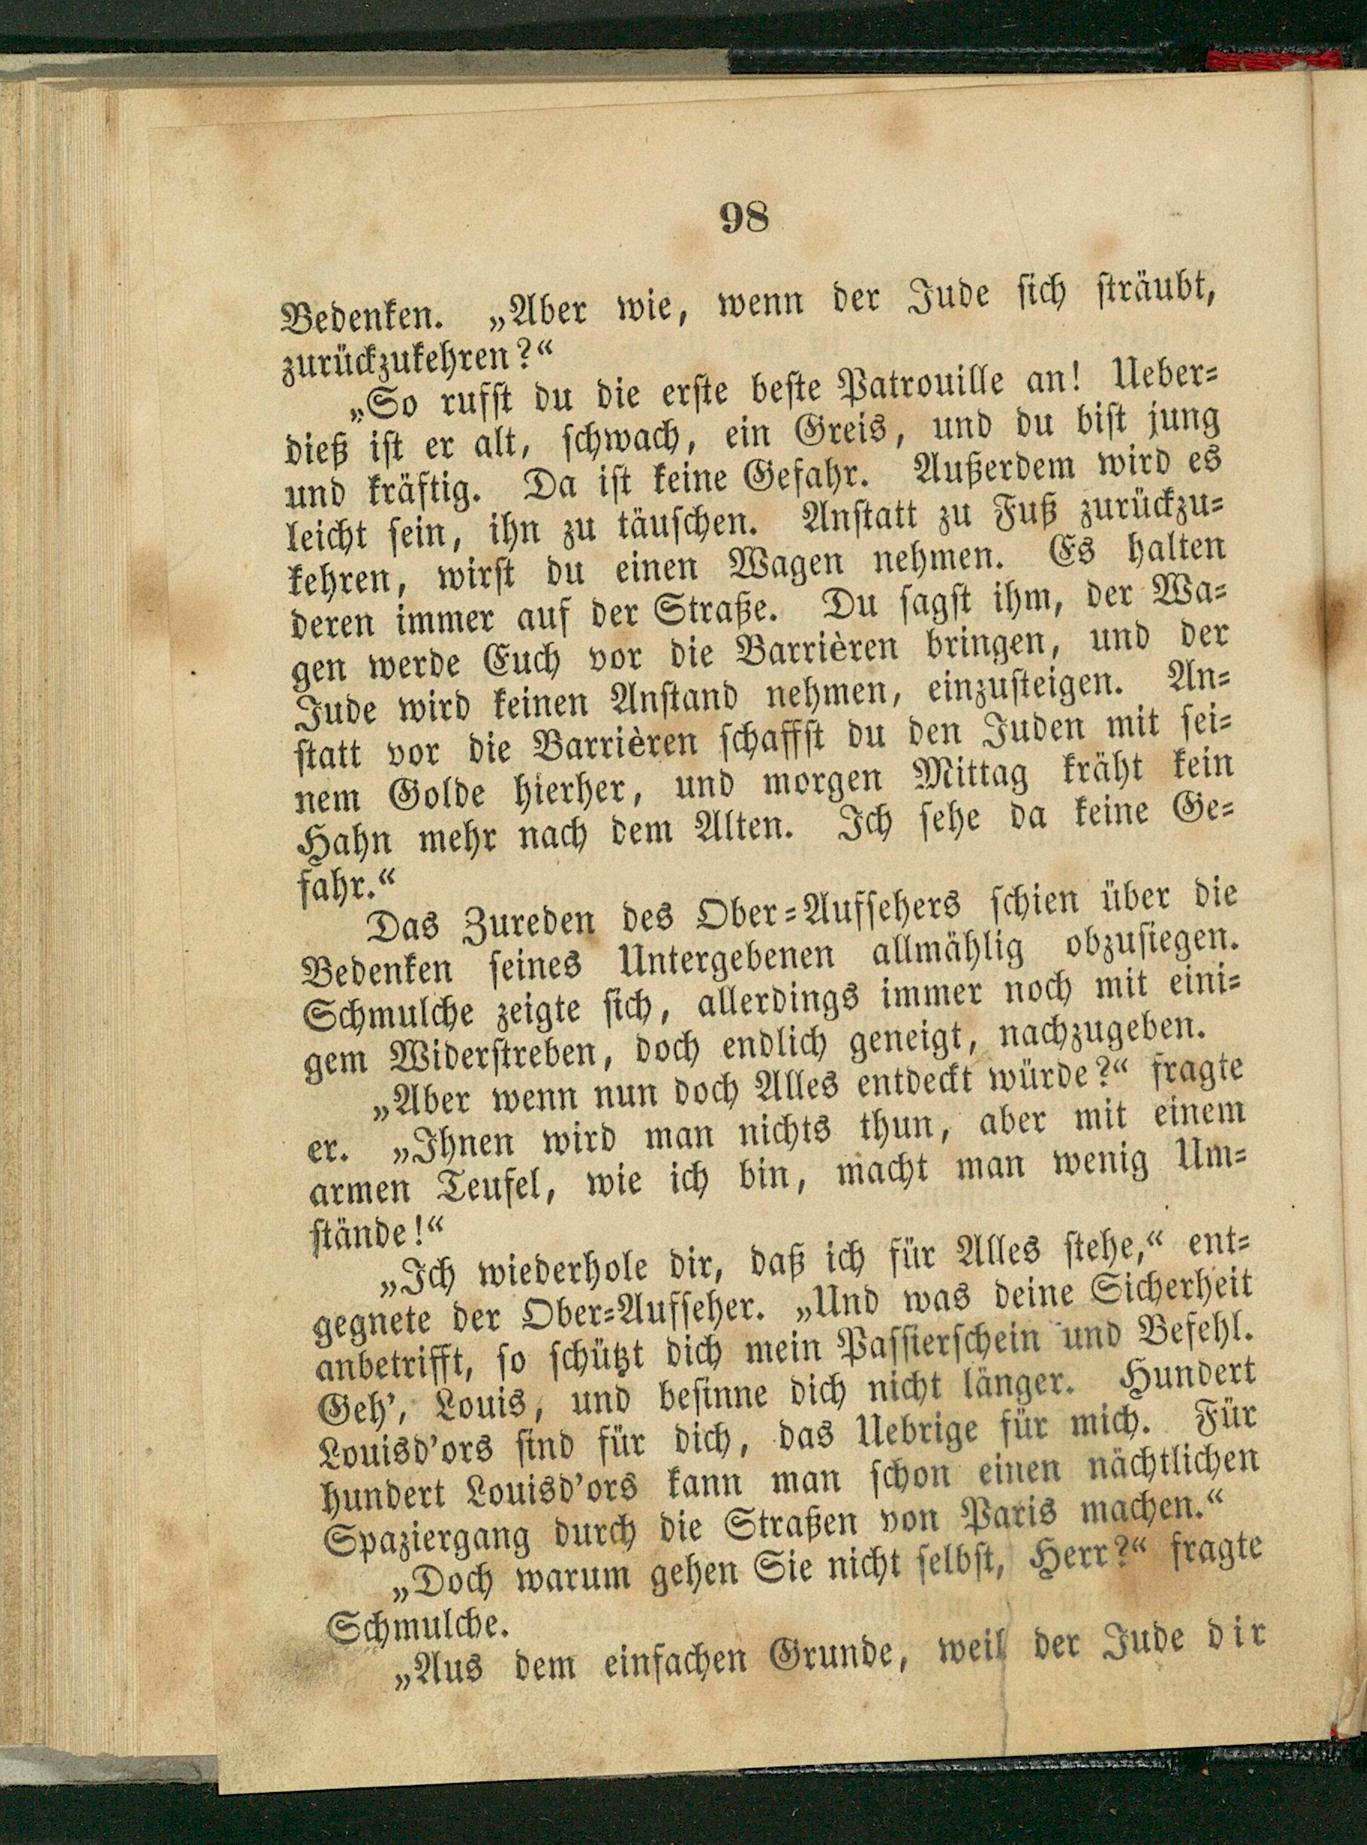 98
Bedenken. „Aber wie, wenn der Jude sich sträubt,
zurückzukehren?“
„So rufst du die erste beste Patrouille an! Ueber-
dieß ist er alt, schwach, ein Greis, und du bist jung
und kräftig. Da ist keine Gefahr. Außerdem wird es
leicht sein, ihn zu täuschen. Anstatt zu Fuß zurückzu-
kehren, wirst du einen Wagen nehmen. Es halten
deren immer auf der Straße. Du sagst ihm, der Wa-
gen werde Euch vor die Barrièren bringen, und der
Jude wird keinen Anstand nehmen, einzusteigen. An-
statt vor die Barrièren schaffst du den Juden mit sei-
nem Golde hierher, und morgen Mittag kräht kein
Hahn mehr nach dem Alten. Ich sehe da keine Ge-
fahr.“
Das Zureden des Ober-Aufsehers schien über die
Bedenken seines Untergebenen allmählig obzusiegen.
Schmulche zeigte sich, allerdings immer noch mit eini-
gem Widerstreben, doch endlich geneigt, nachzugeben.
„Aber wenn nun doch Alles entdeckt würde?“ fragte
er. „Ihnen wird man nichts thun, aber mit einem
armen Teufel, wie ich bin, macht man wenig Um-
stände!“
„Ich wiederhole dir, daß ich für Alles stehe,“ ent-
gegnete der Ober-Aufseher. „Und was deine Sicherheit
anbetrifft, so schützt dich mein Passierschein und Befehl.
Geh’, Louis, und besinne dich nicht länger. Hundert
Louisd’ors sind für dich, das Uebrige für mich. Für
hundert Louisd’ors kann man schon einen nächtlichen
Spaziergang durch die Straßen von Paris machen.“
„Doch warum gehen Sie nicht selbst, Herr?“ fragte
Schmulche.
„Aus dem einfachen Grunde, weil der Jude dir